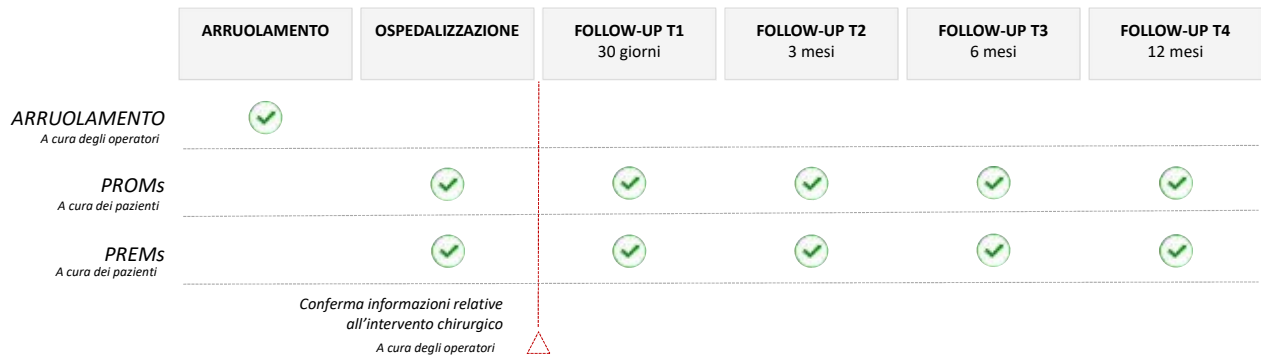 ARRUOLAMENTO
OSPEDALIZZAZIONE
FOLLOW-UP T1
30 giorni
FOLLOW-UP T2
3 mesi
FOLLOW-UP T3
6 mesi
FOLLOW-UP T4
12 mesi
ARRUOLAMENTO
A cura degli operatori
PROMs
A cura dei pazienti
PREMs
A cura dei pazienti
Conferma informazioni relative
all’intervento chirurgico
A cura degli operatori